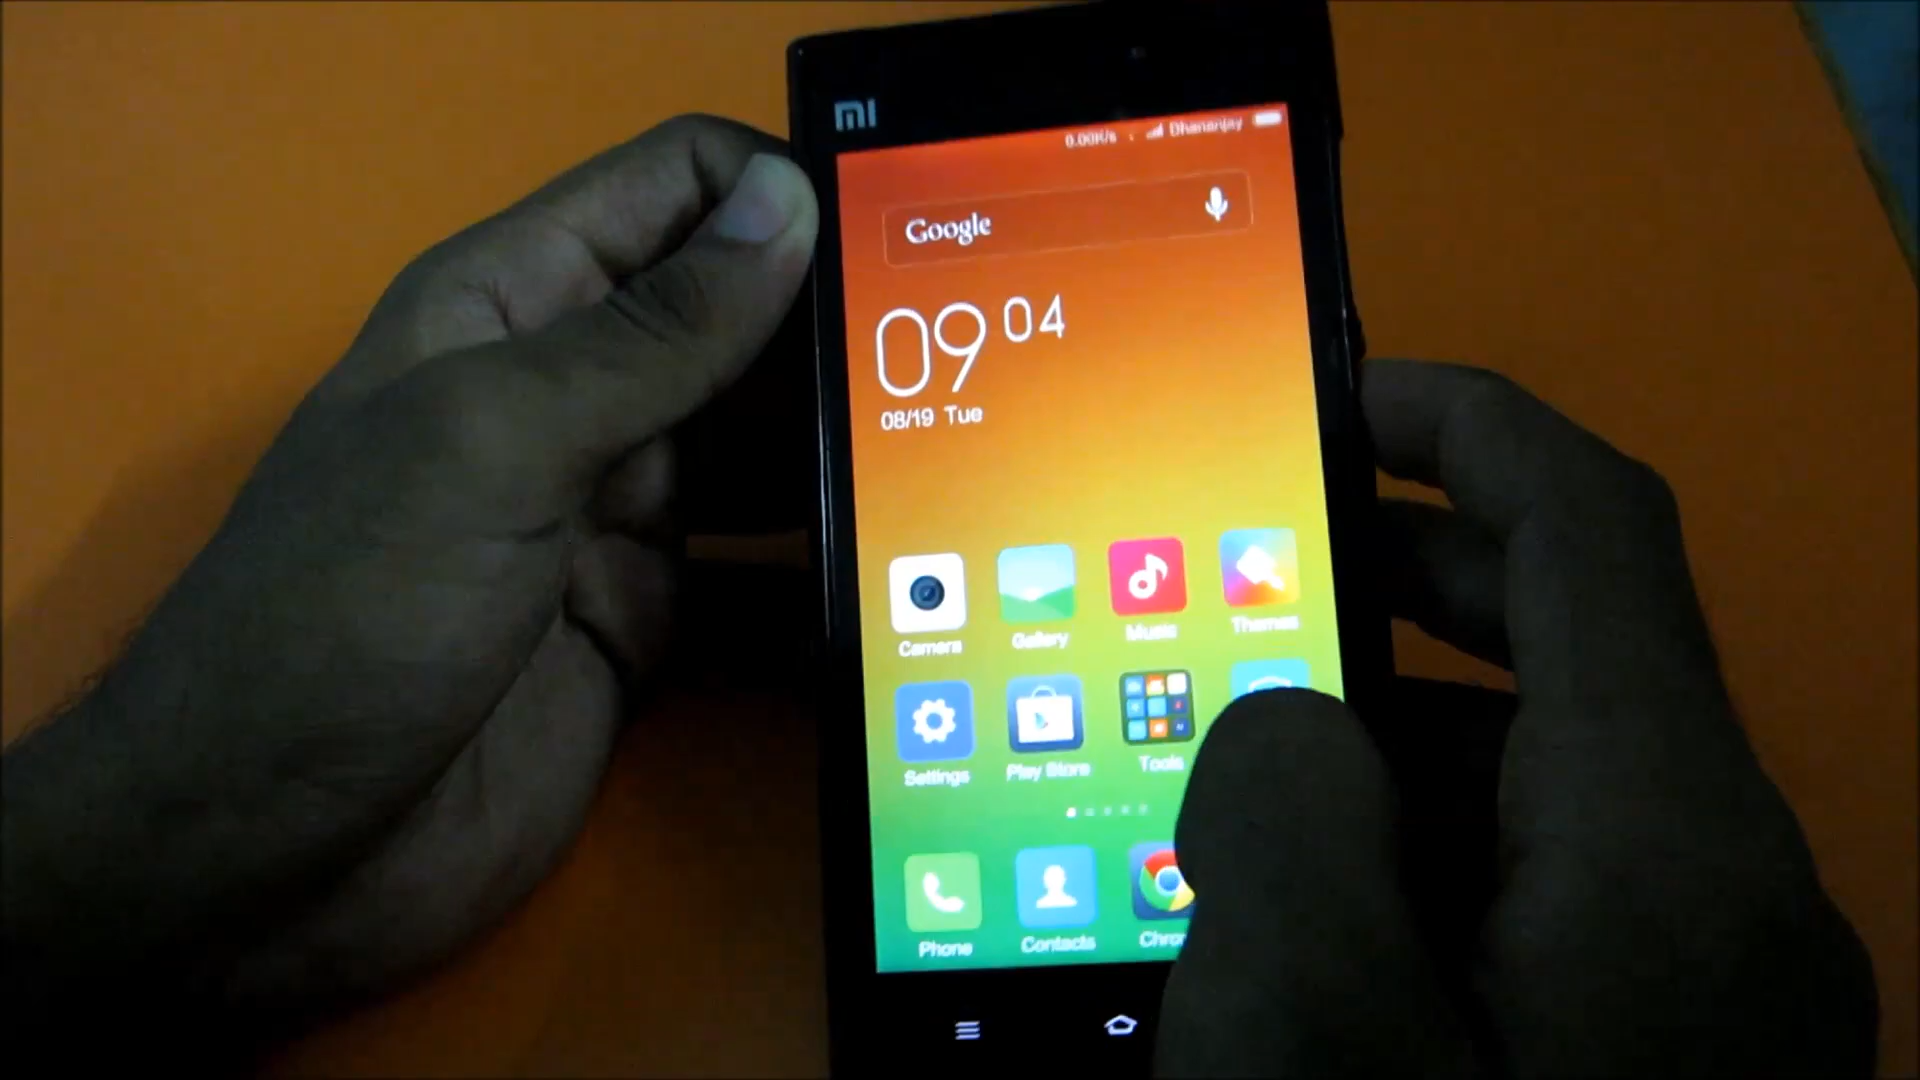 MI
0.00K/s Dhananjay
Google
09 04
08/19 Tue
Camera Gallery Music Themes
Settings Play Store Tools
Phone Contacts Chro